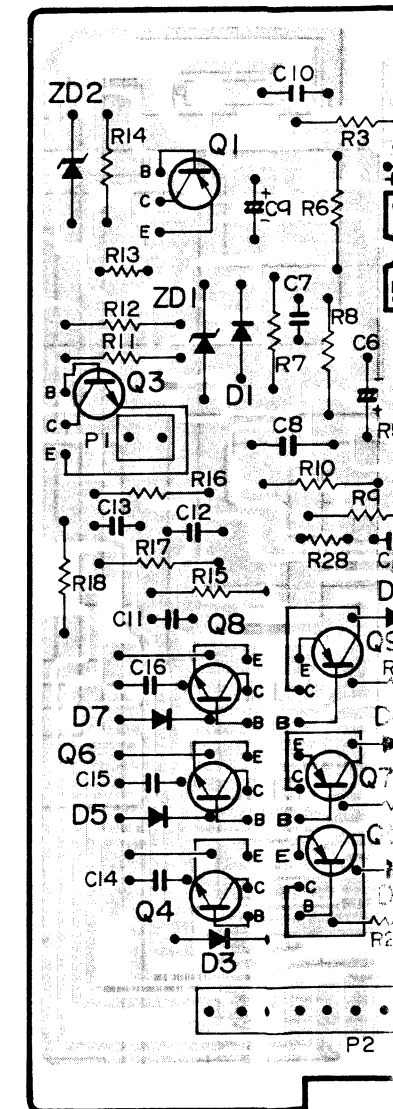 C10
ZD2
R14
Q1
R3
B
C
C9
+
-
R6
E
R13
ZD1
C7
R12
R8
R11
C6
Q3
R7
D1
B
+
C
P1
C8
E
R10
R16
R9
C13
C12
R17
R28
R18
R15
C11
Q8
E
E
C16
C
C
D7
B
B
Q6
E
E
C15
C
C
Q7
D5
B
B
E
E
C14
C
C
Q4
B
B
D3
P2